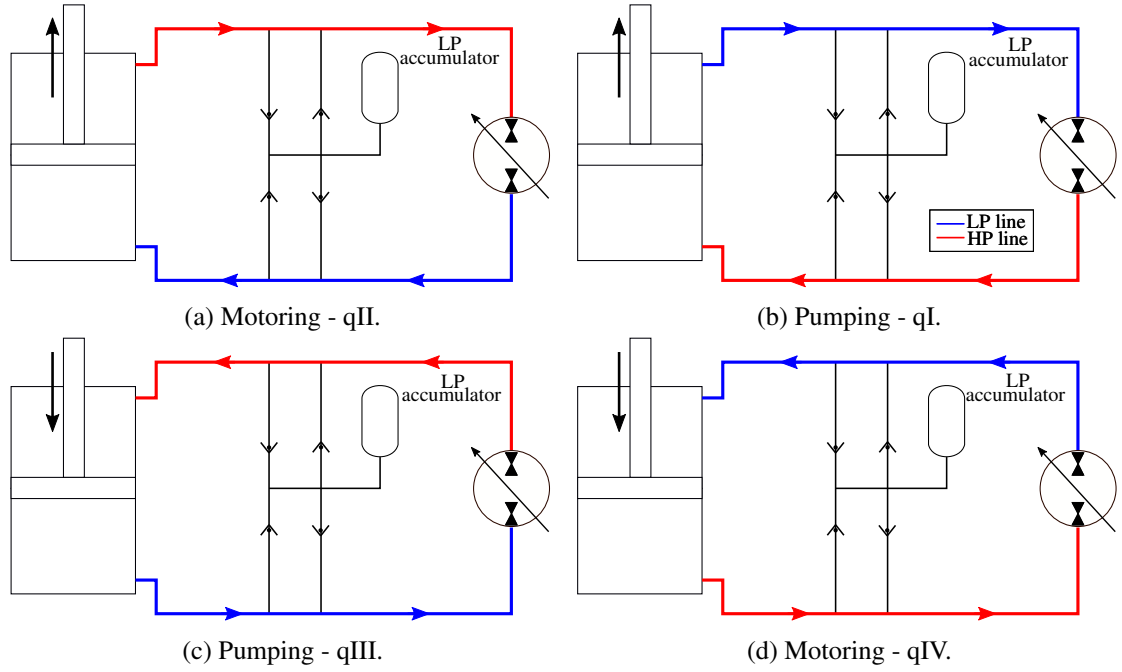 LP
accumulator
(a) Motoring - qII.
LP
accumulator
LP line
HP line
(b) Pumping - qI.
LP
accumulator
(c) Pumping - qIII.
LP
accumulator
(d) Motoring - qIV.